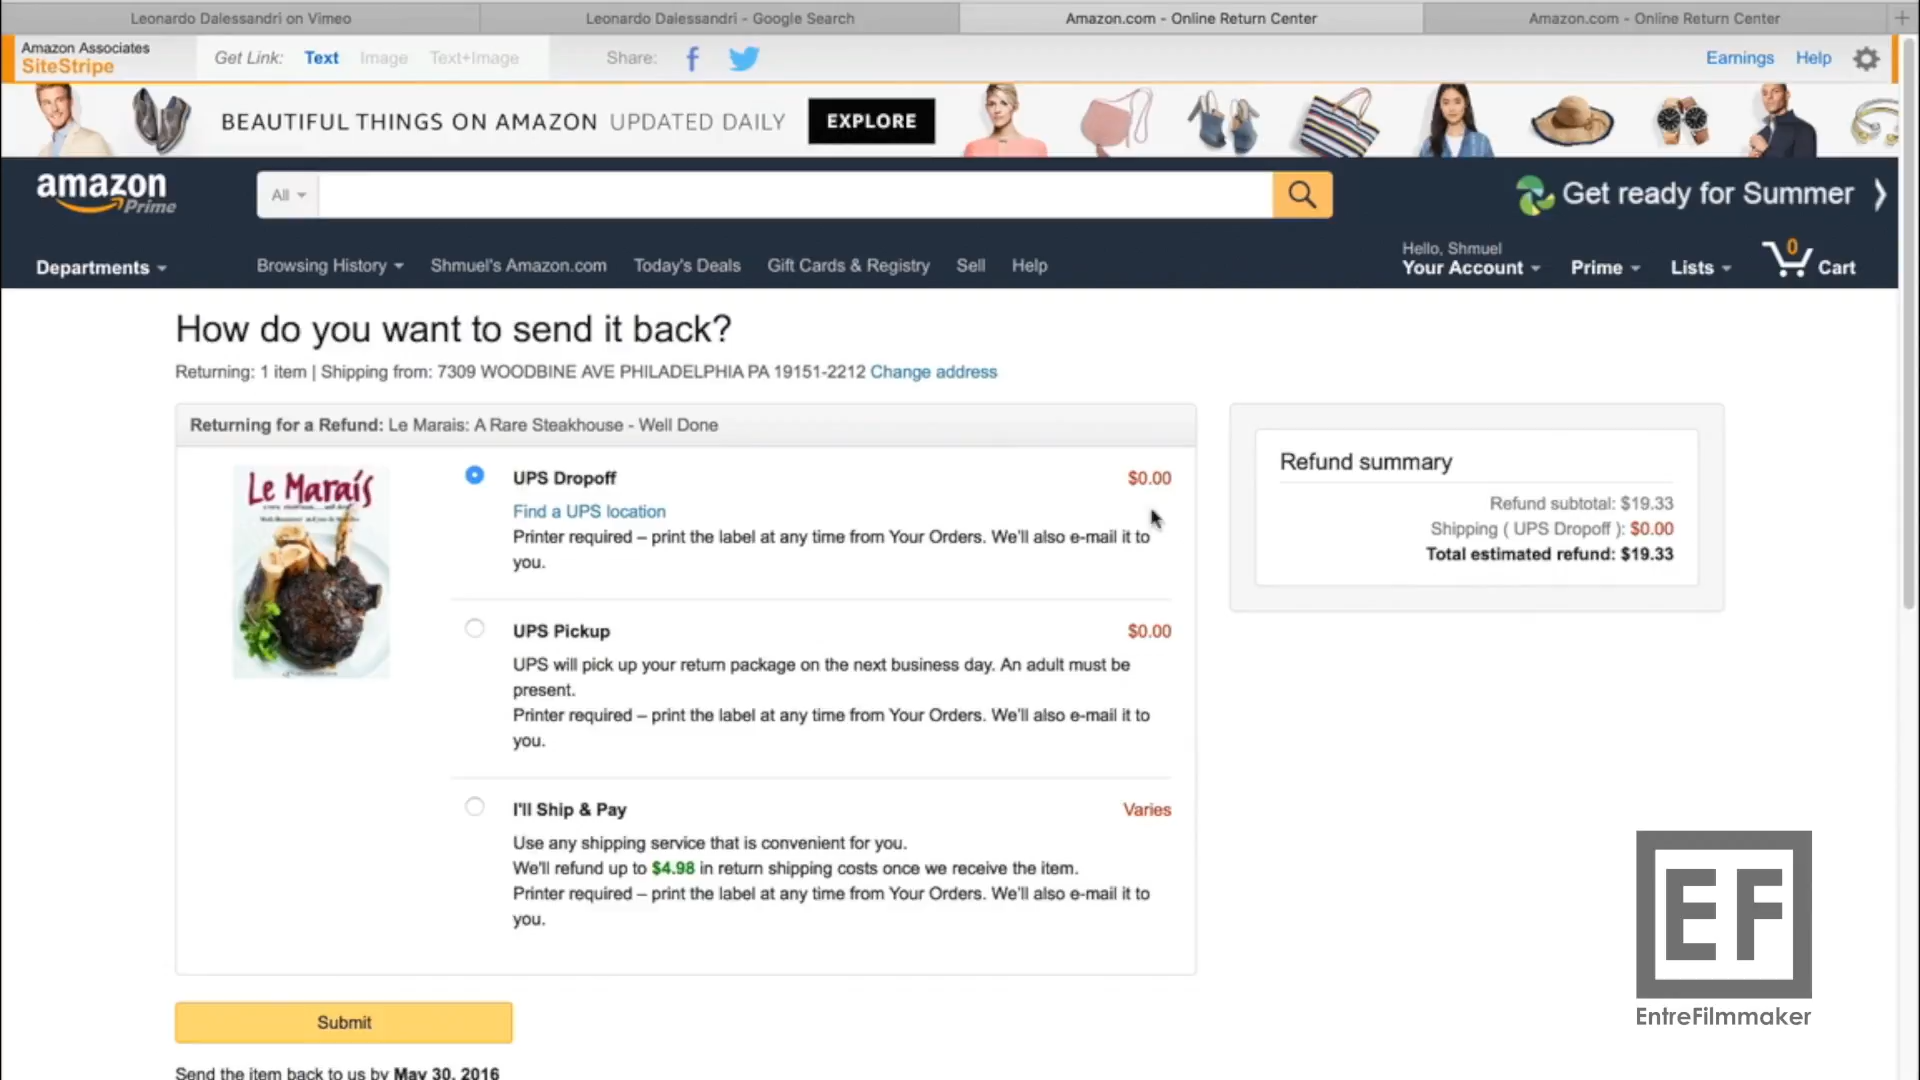 Leonardo Dalessandri on Vimeo
Leonardo Dalessandri - Google Search
Amazon.com - Online Return Center
Amazon.com - Online Return Center
Amazon Associates
SiteStripe
Get Link: Text Image Text+Image
Share:
Earnings Help
BEAUTIFUL THINGS ON AMAZON UPDATED DAILY EXPLORE
amazon
Prime
All
Get ready for Summer
Departments
Browsing History Shmuel's Amazon.com Today's Deals Gift Cards & Registry Sell Help
Hello, Shmuel
Your Account Prime Lists 0 Cart
How do you want to send it back?
Returning: 1 item | Shipping from: 7309 WOODBINE AVE PHILADELPHIA PA 19151-2212 Change address
Returning for a Refund: Le Marais: A Rare Steakhouse - Well Done
Le Marais
UPS Dropoff $0.00
Find a UPS location
Printer required – print the label at any time from Your Orders. We'll also e-mail it to
you.
UPS Pickup $0.00
UPS will pick up your return package on the next business day. An adult must be
present.
Printer required – print the label at any time from Your Orders. We'll also e-mail it to
you.
I'll Ship & Pay Varies
Use any shipping service that is convenient for you.
We'll refund up to $4.98 in return shipping costs once we receive the item.
Printer required – print the label at any time from Your Orders. We'll also e-mail it to
you.
Refund summary
Refund subtotal: $19.33
Shipping ( UPS Dropoff ): $0.00
Total estimated refund: $19.33
Submit
Send the item back to us by May 30, 2016
EF
EntreFilmmaker